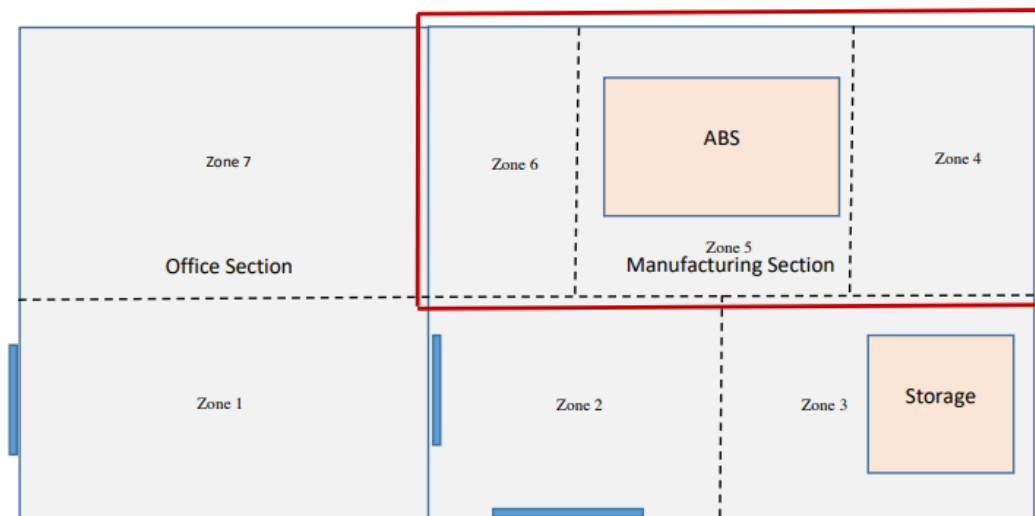 ABS
Zone 7
Zone 6
Zone 4
Zone 5
Office Section
Manufacturing Section
Zone 1
Zone 2
Zone 3
Storage